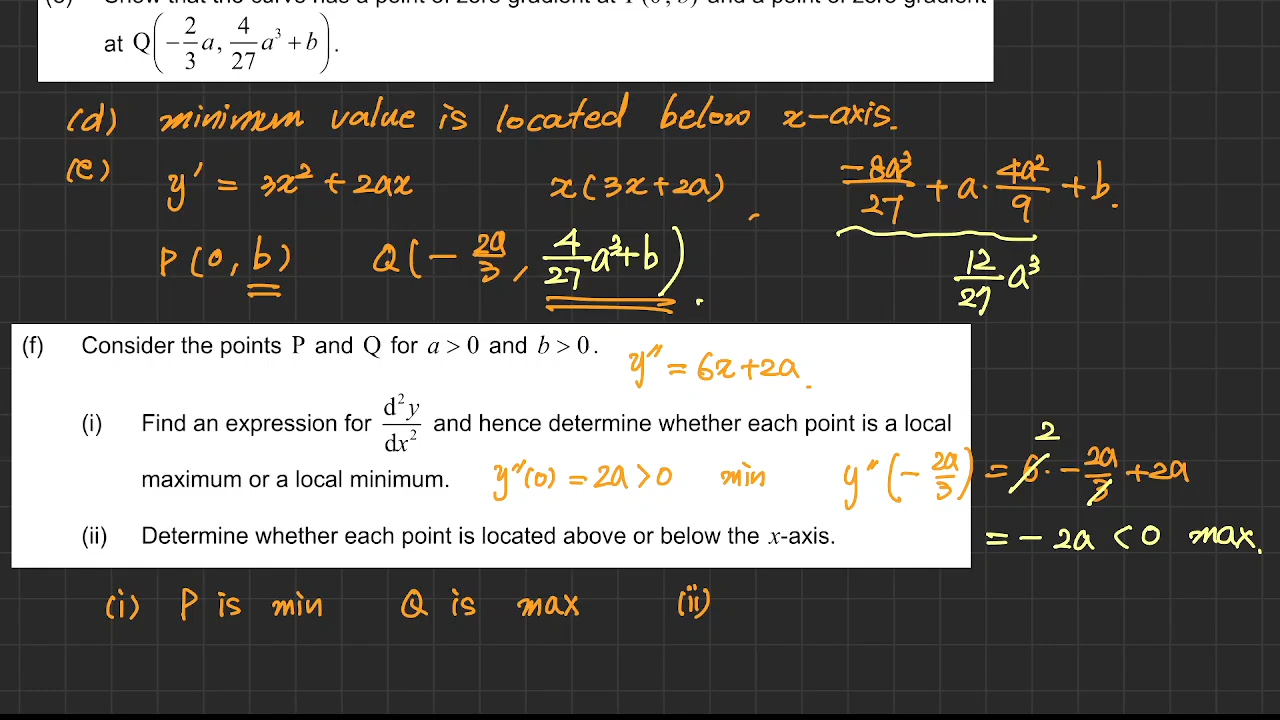 (e) Show that the curve has a point of zero gradient at P(0, b) and a point of zero gradient
at Q(−2/3 a, 4/27 a³ + b).
(d) minimum value is located below x-axis.
(e) y' = 3x² + 2ax x(3x+2a), −8a³/27 + a·4a²/9 + b.
P(0, b) Q(−2a/3, 4/27 a³+b). 12/27 a³
(f) Consider the points P and Q for a > 0 and b > 0.
y'' = 6x+2a.
(i) Find an expression for d²y/dx² and hence determine whether each point is a local
maximum or a local minimum.
y''(0) = 2a > 0 min y''(−2a/3) = 6·−2a/3 + 2a
2
(ii) Determine whether each point is located above or below the x-axis.
= −2a < 0 max.
(i) P is min Q is max (ii)